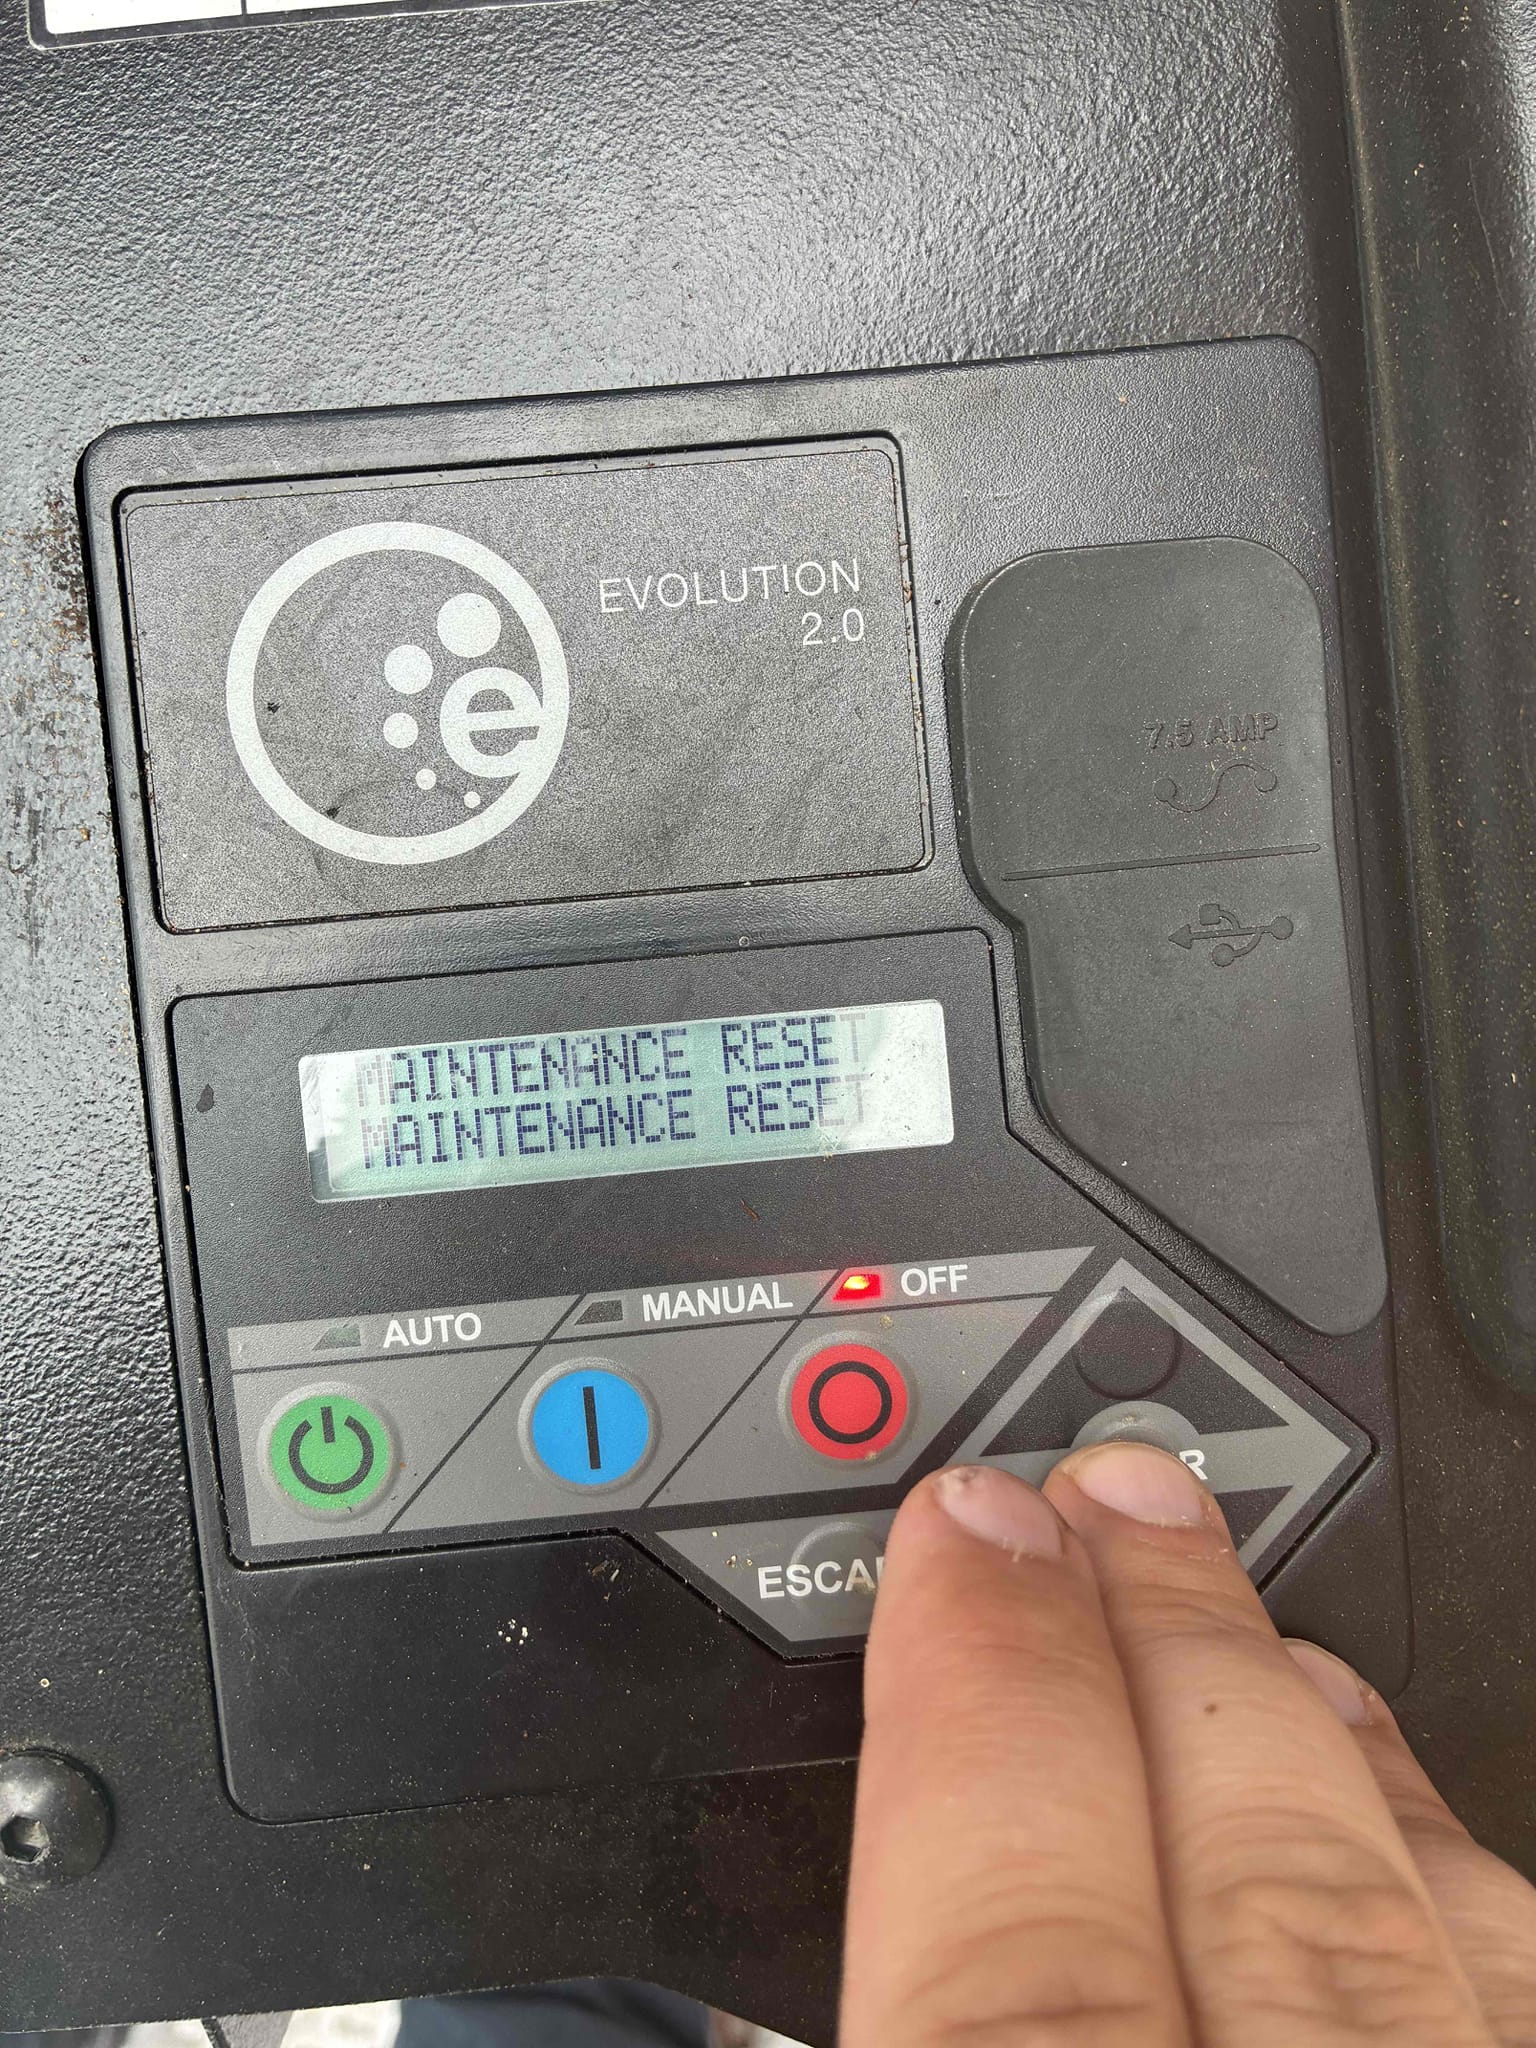 e
EVOLUTION
2.0
7.5 AMP
MAINTENANCE RESET
MAINTENANCE RESET
AUTO
MANUAL
OFF